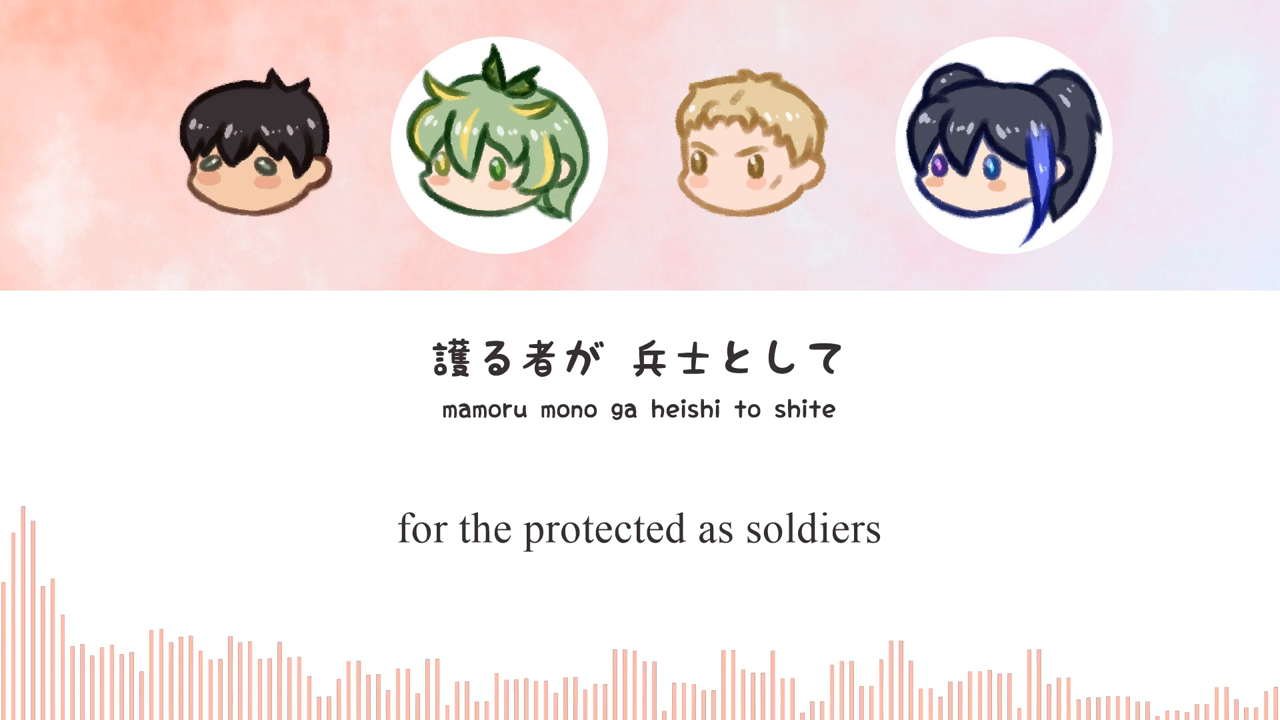 護る者が 兵士として
mamoru mono ga heishi to shite
for the protected as soldiers